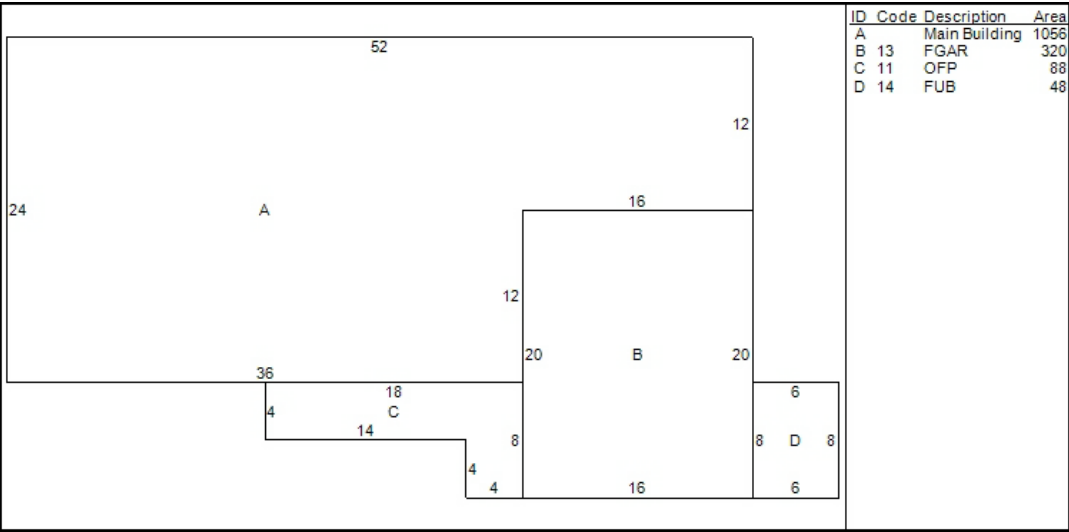 ID Code Description Area
A Main Building 1056
B 13 FGAR 320
C 11 OFP 88
D 14 FUB 48
52
12
16
24 A
12
20 B 20
36
18
6
4 C
14
8
8 D 8
4
4
16
6